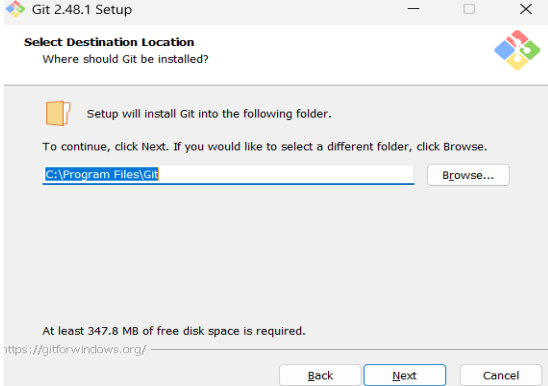 Git 2.48.1 Setup
Select Destination Location
Where should Git be installed?
Setup will install Git into the following folder.
To continue, click Next. If you would like to select a different folder, click Browse.
C:\Program Files\Git
Browse...
At least 347.8 MB of free disk space is required.
https://gitforwindows.org/
Back
Next
Cancel